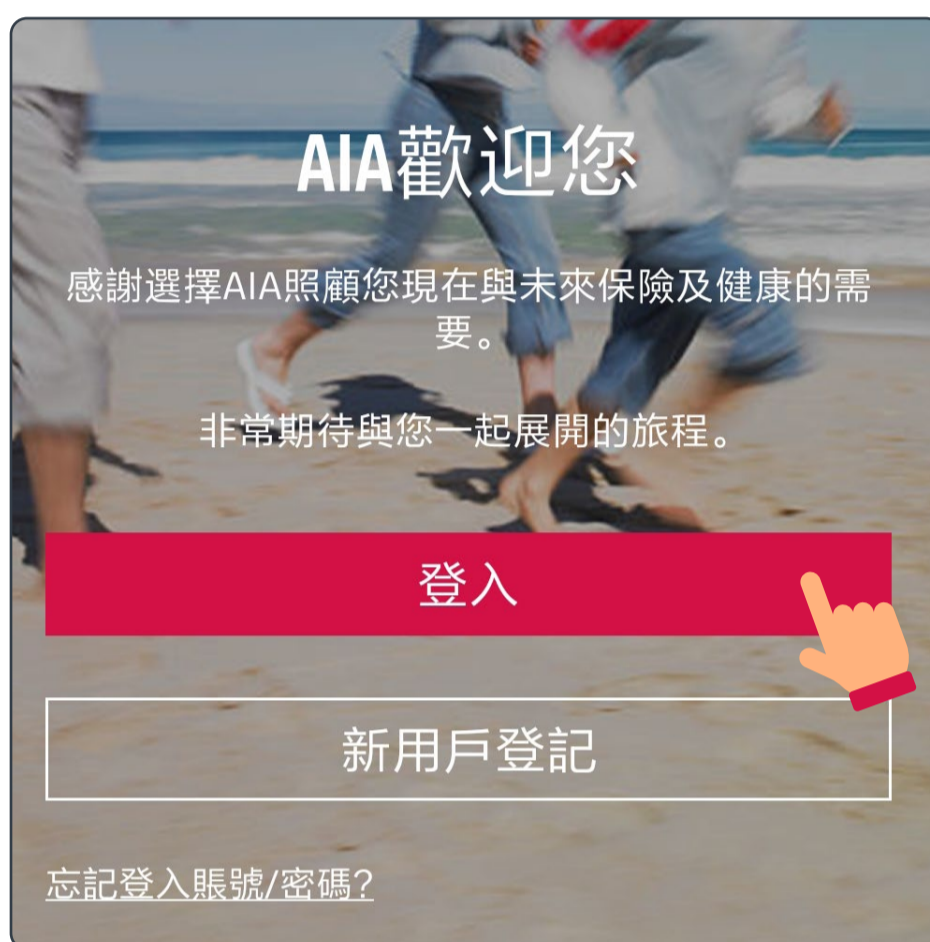 AIA歡迎您
感謝選擇AIA照顧您現在與未來保險及健康的需
要。
非常期待與您一起展開的旅程。
登入
新用戶登記
忘記登入賬號/密碼?